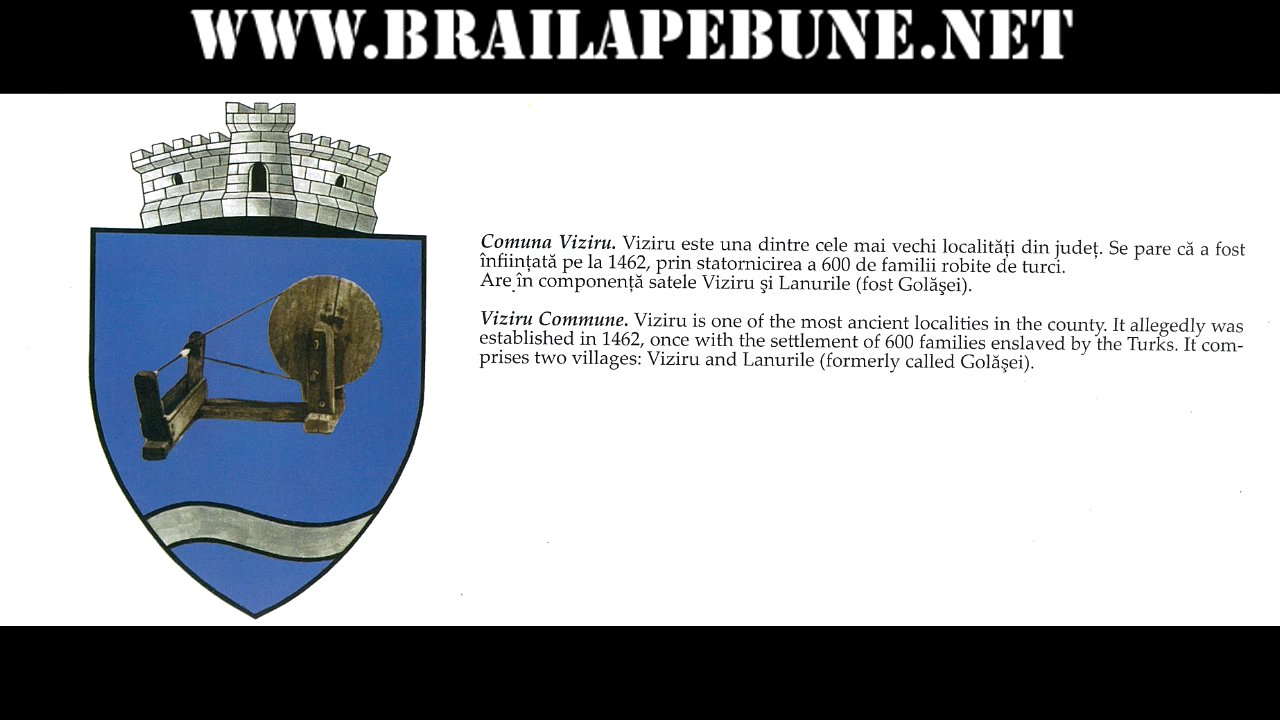 WWW.BRAILAPEBUNE.NET
Comuna Viziru. Viziru este una dintre cele mai vechi localităţi din judeţ. Se pare că a fost
înfiinţată pe la 1462, prin statornicirea a 600 de familii robite de turci.
Are în componenţă satele Viziru şi Lanurile (fost Golăşei).
Viziru Commune. Viziru is one of the most ancient localities in the county. It allegedly was
established in 1462, once with the settlement of 600 families enslaved by the Turks. It com-
prises two villages: Viziru and Lanurile (formerly called Golăşei).